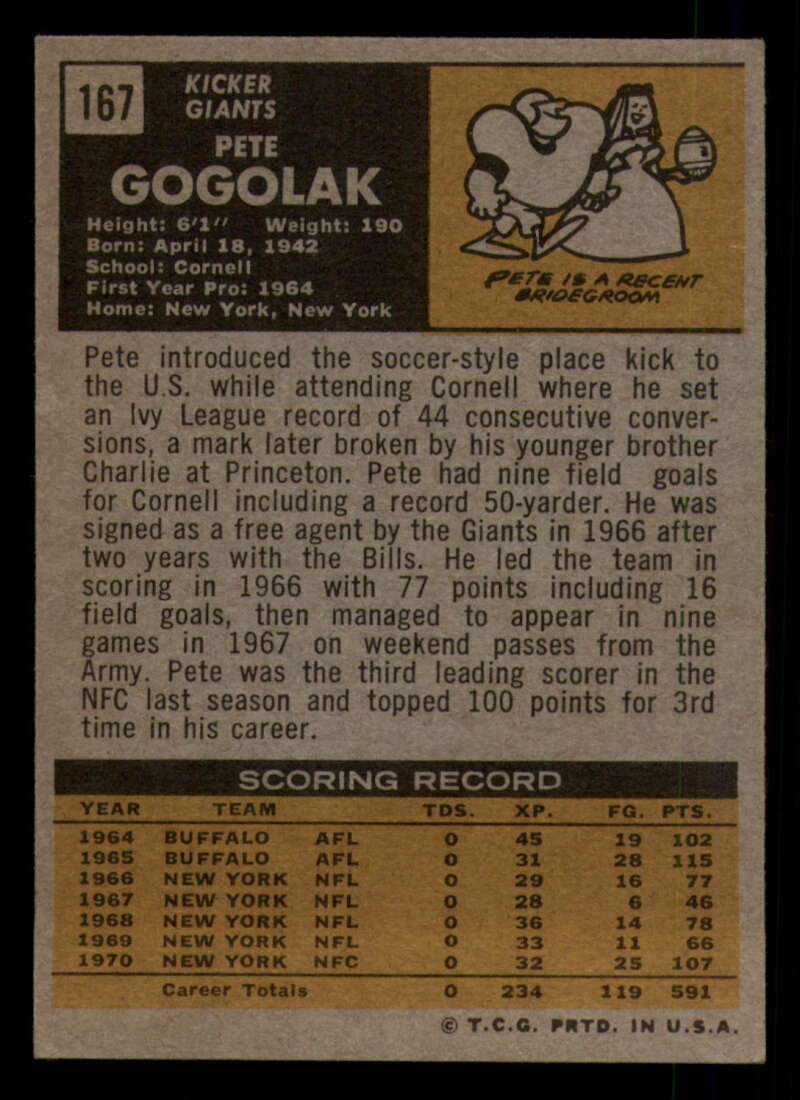 167
KICKER
GIANTS
PETE
GOGOLAK
Height: 6'1" Weight: 190
Born: April 18, 1942
School: Cornell
First Year Pro: 1964
Home: New York, New York
PETE IS A RECENT
BRIDEGROOM
Pete introduced the soccer-style place kick to
the U.S. while attending Cornell where he set
an Ivy League record of 44 consecutive conver-
sions, a mark later broken by his younger brother
Charlie at Princeton. Pete had nine field goals
for Cornell including a record 50-yarder. He was
signed as a free agent by the Giants in 1966 after
two years with the Bills. He led the team in
scoring in 1966 with 77 points including 16
field goals, then managed to appear in nine
games in 1967 on weekend passes from the
Army. Pete was the third leading scorer in the
NFC last season and topped 100 points for 3rd
time in his career.
SCORING RECORD
YEAR TEAM TDS. XP. FG. PTS.
1964 BUFFALO AFL 0 45 19 102
1965 BUFFALO AFL 0 31 28 115
1966 NEW YORK NFL 0 29 16 77
1967 NEW YORK NFL 0 28 6 46
1968 NEW YORK NFL 0 36 14 78
1969 NEW YORK NFL 0 33 11 66
1970 NEW YORK NFC 0 32 25 107
Career Totals 0 234 119 591
© T.C.G. PRTD. IN U.S.A.